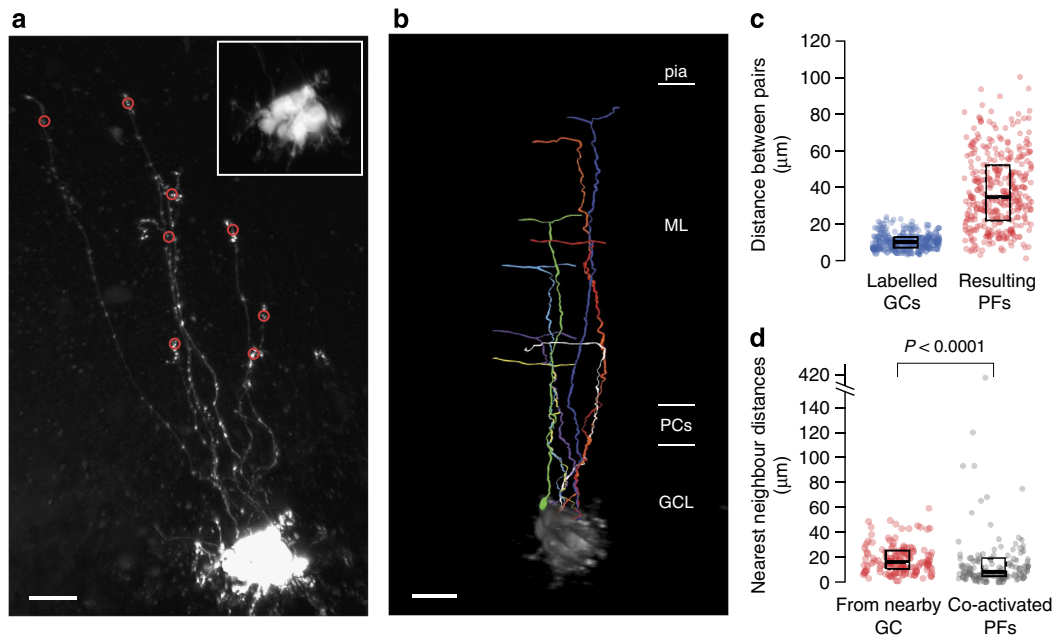 a
b
pia
ML
PCs
GCL
c
Distance between pairs
(μm)
120
100
80
60
40
20
0
Labelled
GCs
Resulting
PFs
d
P < 0.0001
Nearest neighbour distances
(μm)
420
140
120
100
80
60
40
20
0
From nearby
GC
Co-activated
PFs